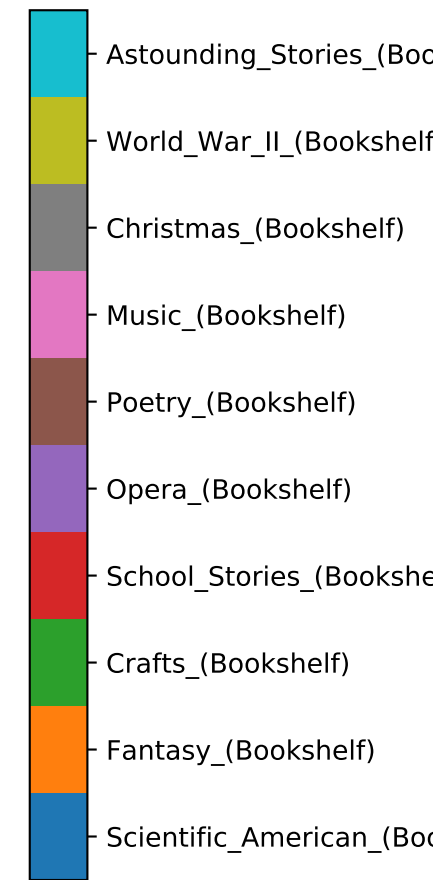 Astounding_Stories_(Boo
World_War_II_(Bookshelf
Christmas_(Bookshelf)
Music_(Bookshelf)
Poetry_(Bookshelf)
Opera_(Bookshelf)
School_Stories_(Bookshe
Crafts_(Bookshelf)
Fantasy_(Bookshelf)
Scientific_American_(Boo